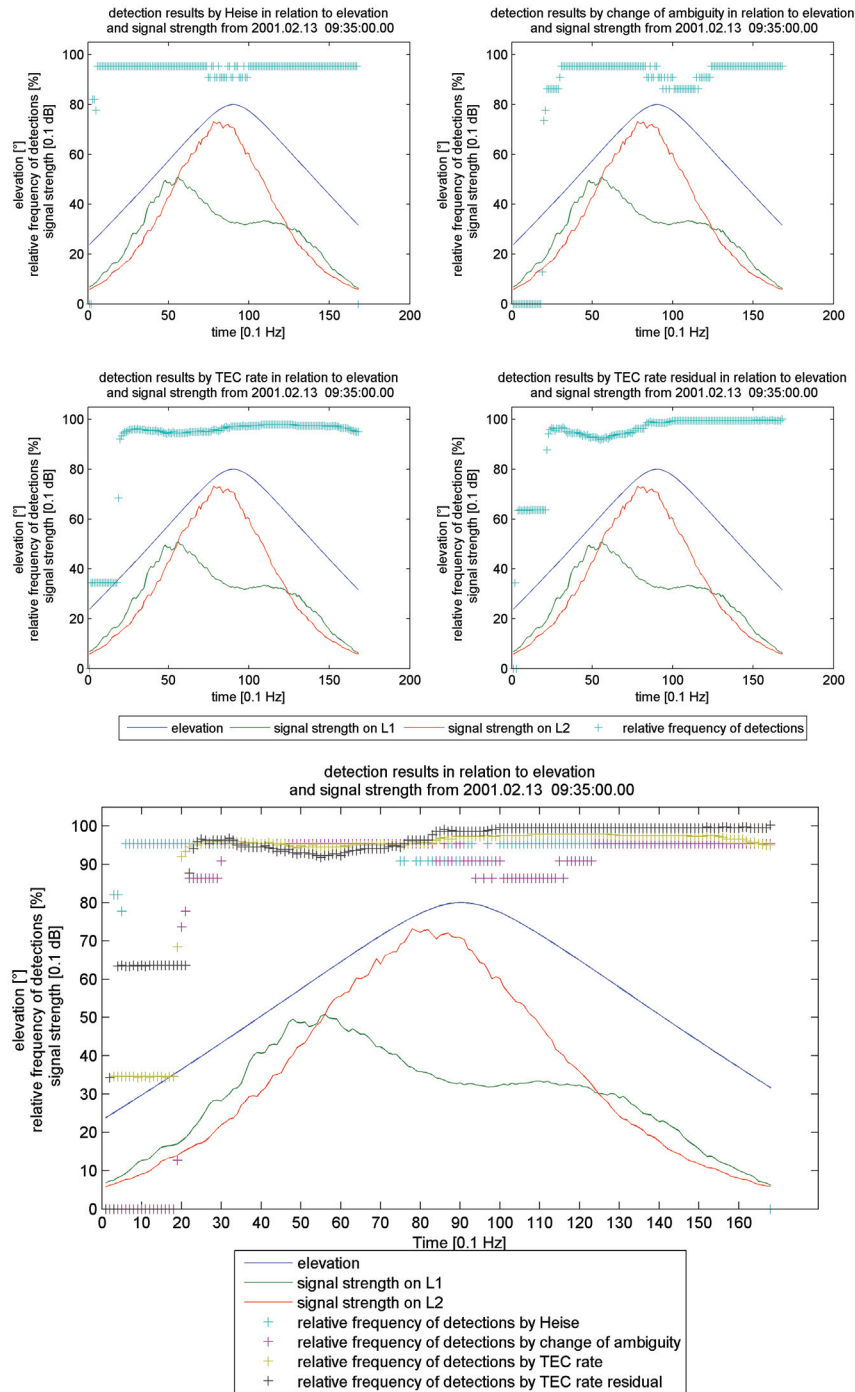 detection results by Heise in relation to elevation
and signal strength from 2001.02.13 09:35:00.00
elevation [°]
relative frequency of detections [%]
signal strength [0.1 dB]
100
80
60
40
20
0
0 50 100 150 200
time [0.1 Hz]
detection results by change of ambiguity in relation to elevation
and signal strength from 2001.02.13 09:35:00.00
elevation [°]
relative frequency of detections [%]
signal strength [0.1 dB]
100
80
60
40
20
0
0 50 100 150 200
time [0.1 Hz]
detection results by TEC rate in relation to elevation
and signal strength from 2001.02.13 09:35:00.00
elevation [°]
relative frequency of detections [%]
signal strength [0.1 dB]
100
80
60
40
20
0
0 50 100 150 200
time [0.1 Hz]
detection results by TEC rate residual in relation to elevation
and signal strength from 2001.02.13 09:35:00.00
elevation [°]
relative frequency of detections [%]
signal strength [0.1 dB]
100
80
60
40
20
0
0 50 100 150 200
time [0.1 Hz]
elevation signal strength on L1 signal strength on L2 relative frequency of detections
detection results in relation to elevation
and signal strength from 2001.02.13 09:35:00.00
elevation [°]
relative frequency of detections [%]
signal strength [0.1 dB]
100
90
80
70
60
50
40
30
20
10
0
0 10 20 30 40 50 60 70 80 90 100 110 120 130 140 150 160
Time [0.1 Hz]
elevation
signal strength on L1
signal strength on L2
relative frequency of detections by Heise
relative frequency of detections by change of ambiguity
relative frequency of detections by TEC rate
relative frequency of detections by TEC rate residual